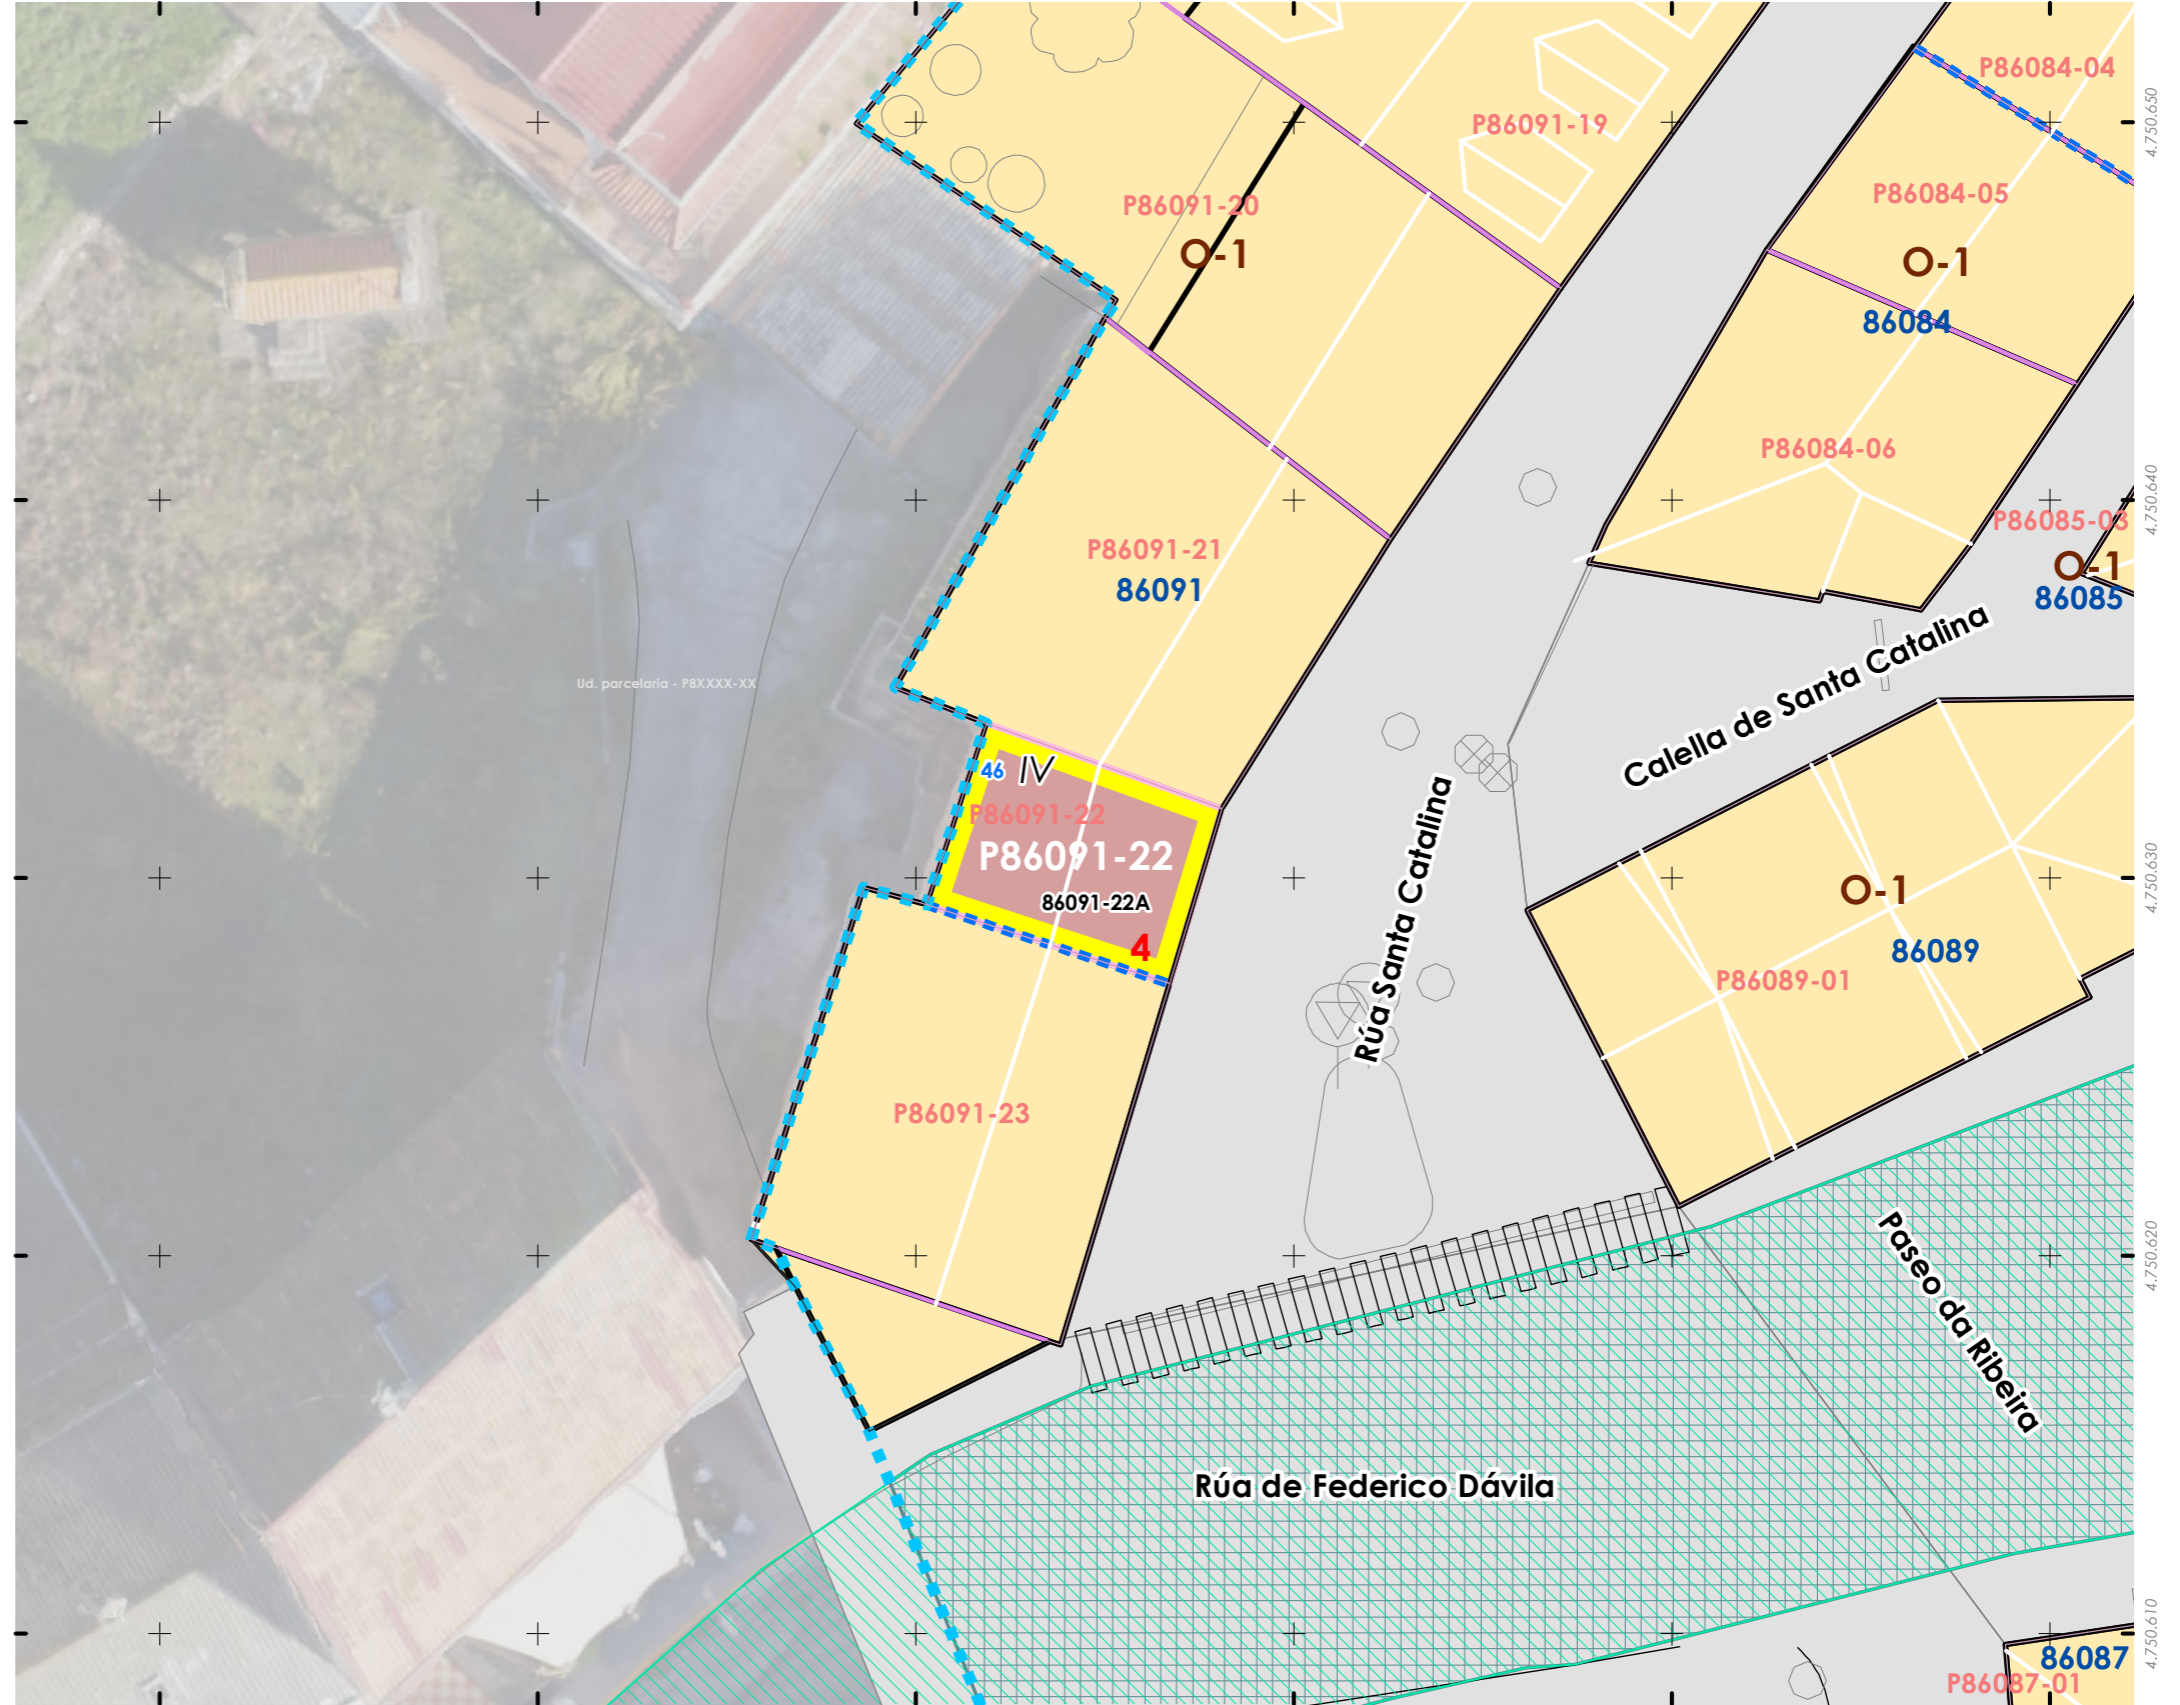 P86084-04
4.750.650
P86091-19
P86084-05
P86091-20
O-1
O-1
86084
P86084-06
4.750.640
P86085-03
P86091-21
O-1
86091
86085
Calella de Santa Catalina
Ud. parcelaria - P8XXXX-XX
46
IV
P86091-22
P86091-22
86091-22A
4
Rúa Santa Catalina
4.750.630
O-1
86089
P86089-01
P86091-23
4.750.620
Paseo da Ribeira
Rúa de Federico Dávila
4.750.610
86087
P86087-01